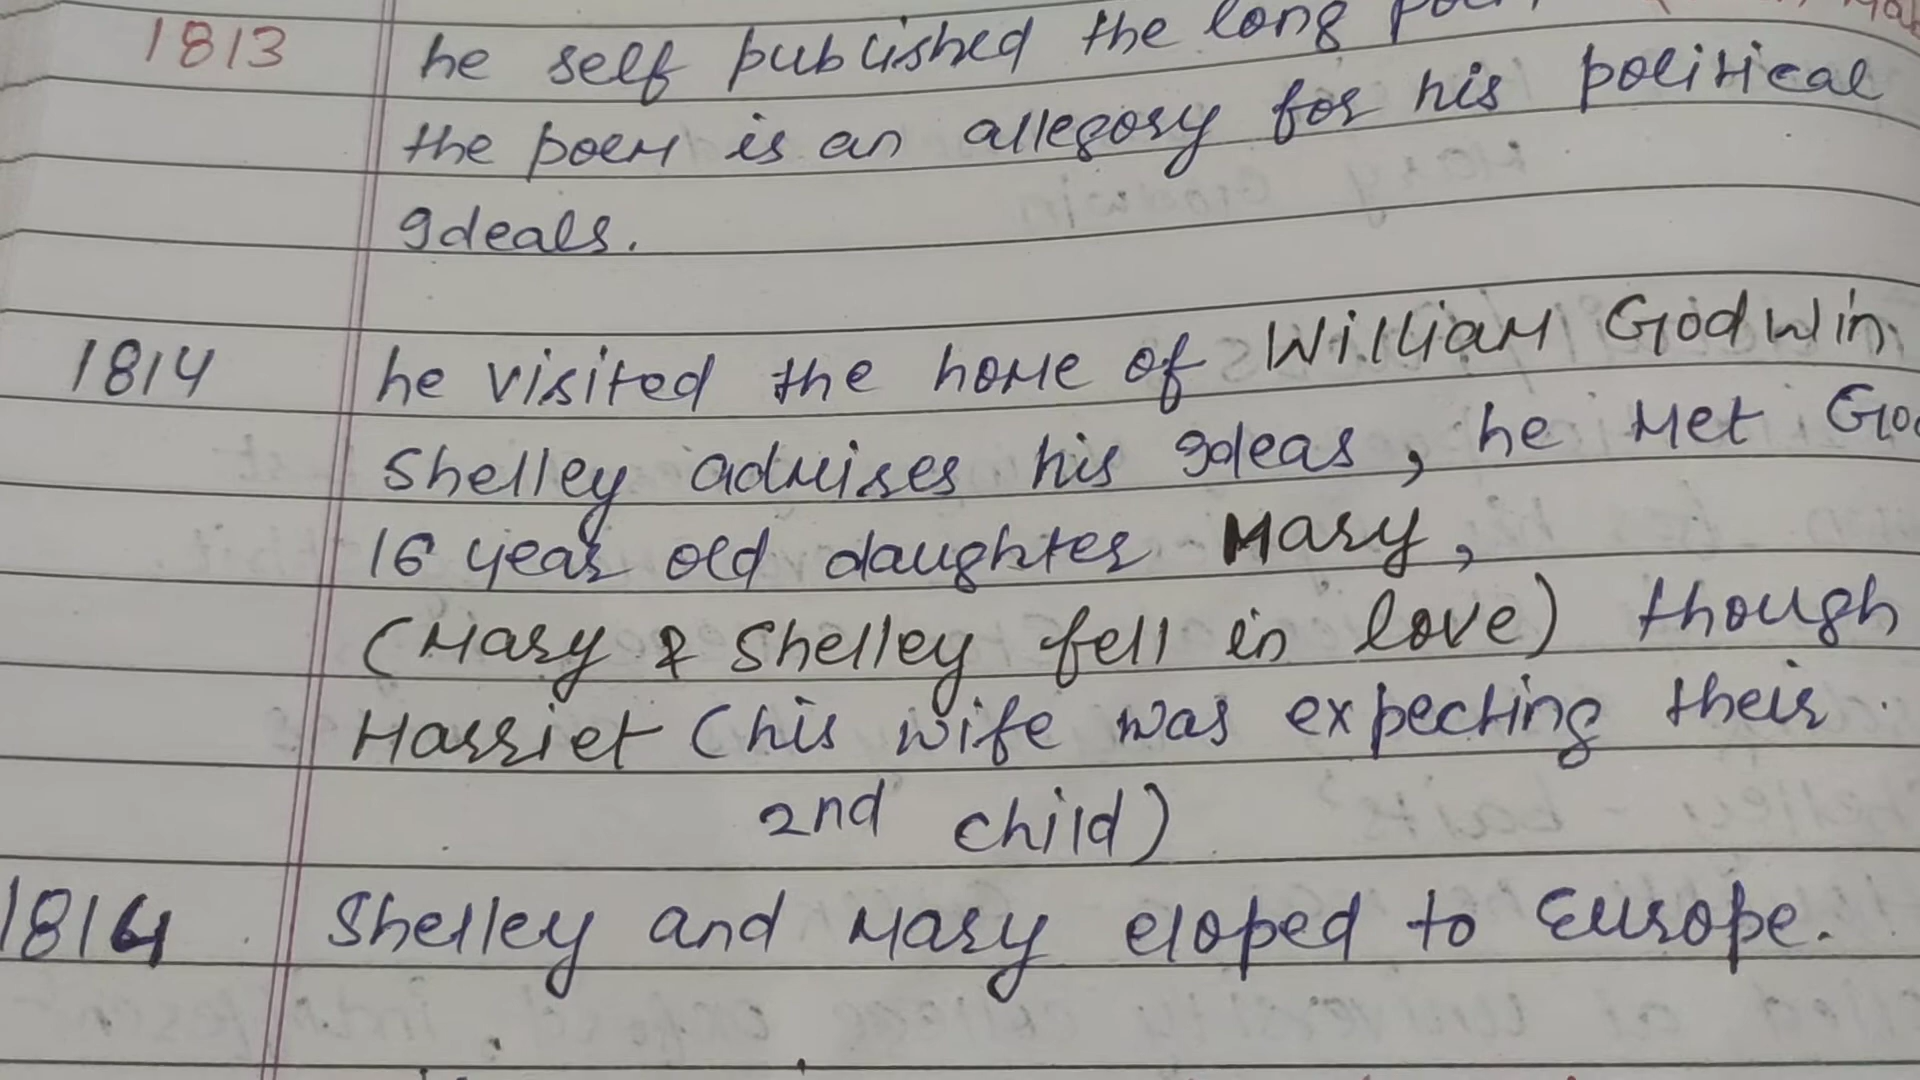 1813 he self published the long
the poem is an allegory for his political
Ideals.
1814 he visited the home of William Godwin
Shelley admises his Ideas, he met
16 year old daughter Mary,
(Mary & Shelley fell in love) though
Harriet (his wife was expecting their
2nd child)
1814 Shelley and Mary eloped to Europe.